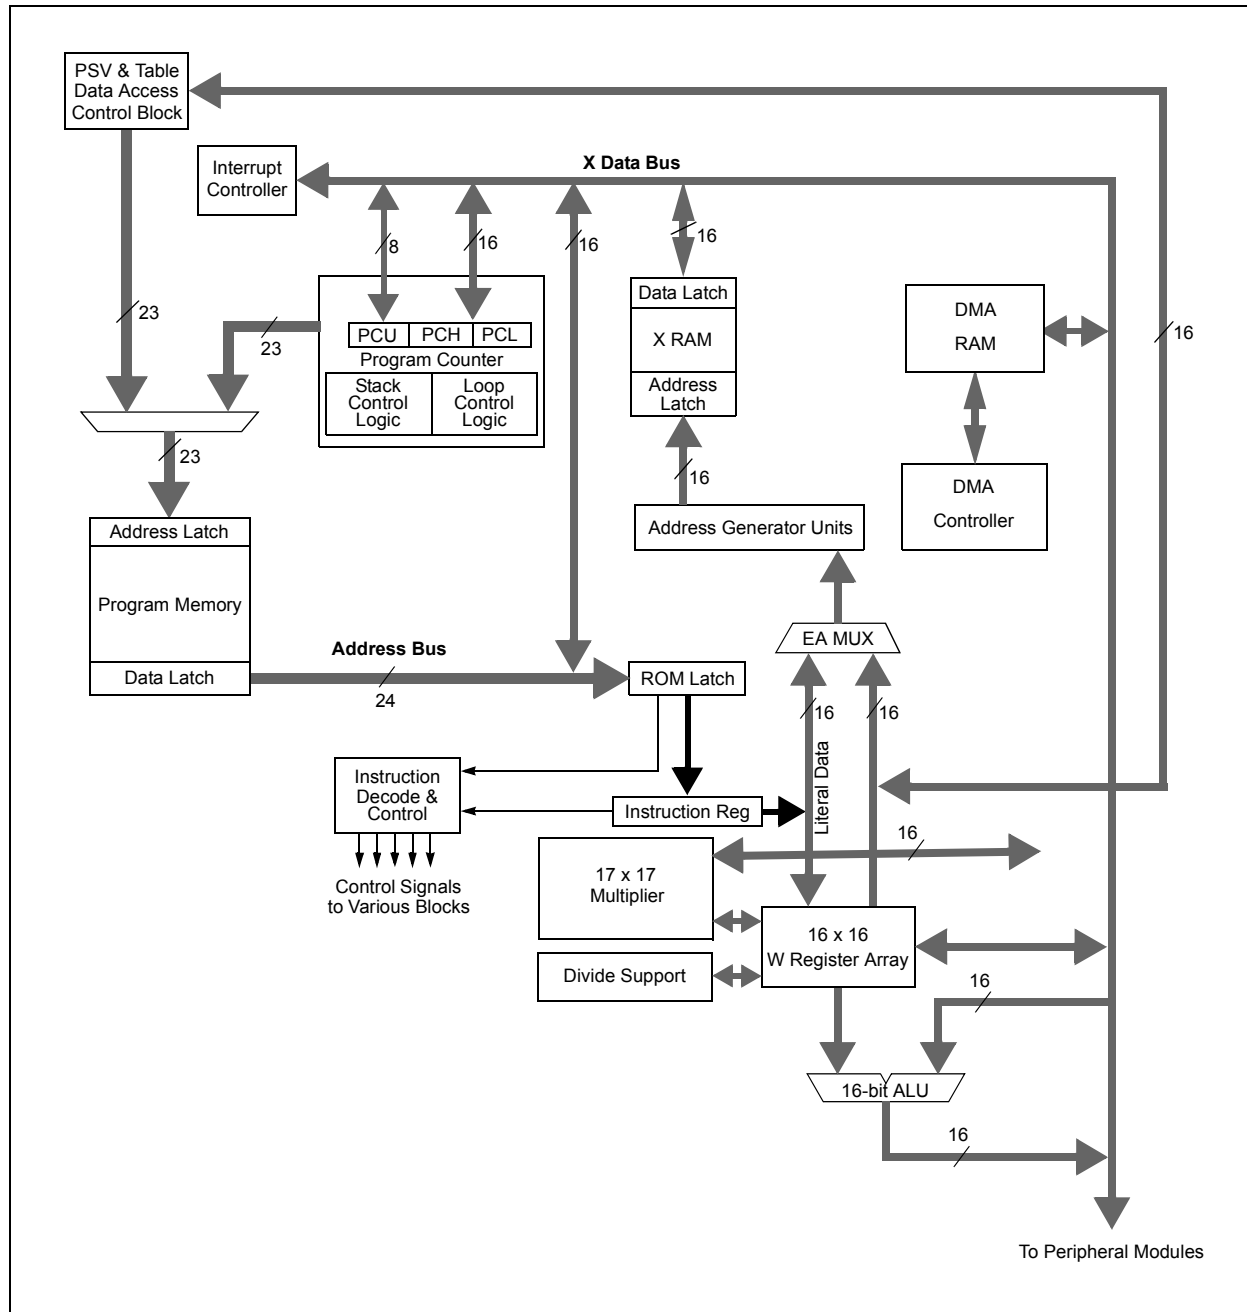 PSV & Table
Data Access
Control Block
Interrupt
Controller
X Data Bus
8
16
16
16
23
23
16
PCU
PCH
PCL
Program Counter
Stack
Control
Logic
Loop
Control
Logic
Data Latch
X RAM
Address
Latch
DMA
RAM
23
16
DMA
Controller
Address Latch
Program Memory
Data Latch
Address Generator Units
EA MUX
Address Bus
24
ROM Latch
16
16
Literal Data
Instruction
Decode &
Control
Instruction Reg
Control Signals
to Various Blocks
16
17 x 17
Multiplier
16 x 16
W Register Array
Divide Support
16
16-bit ALU
16
To Peripheral Modules